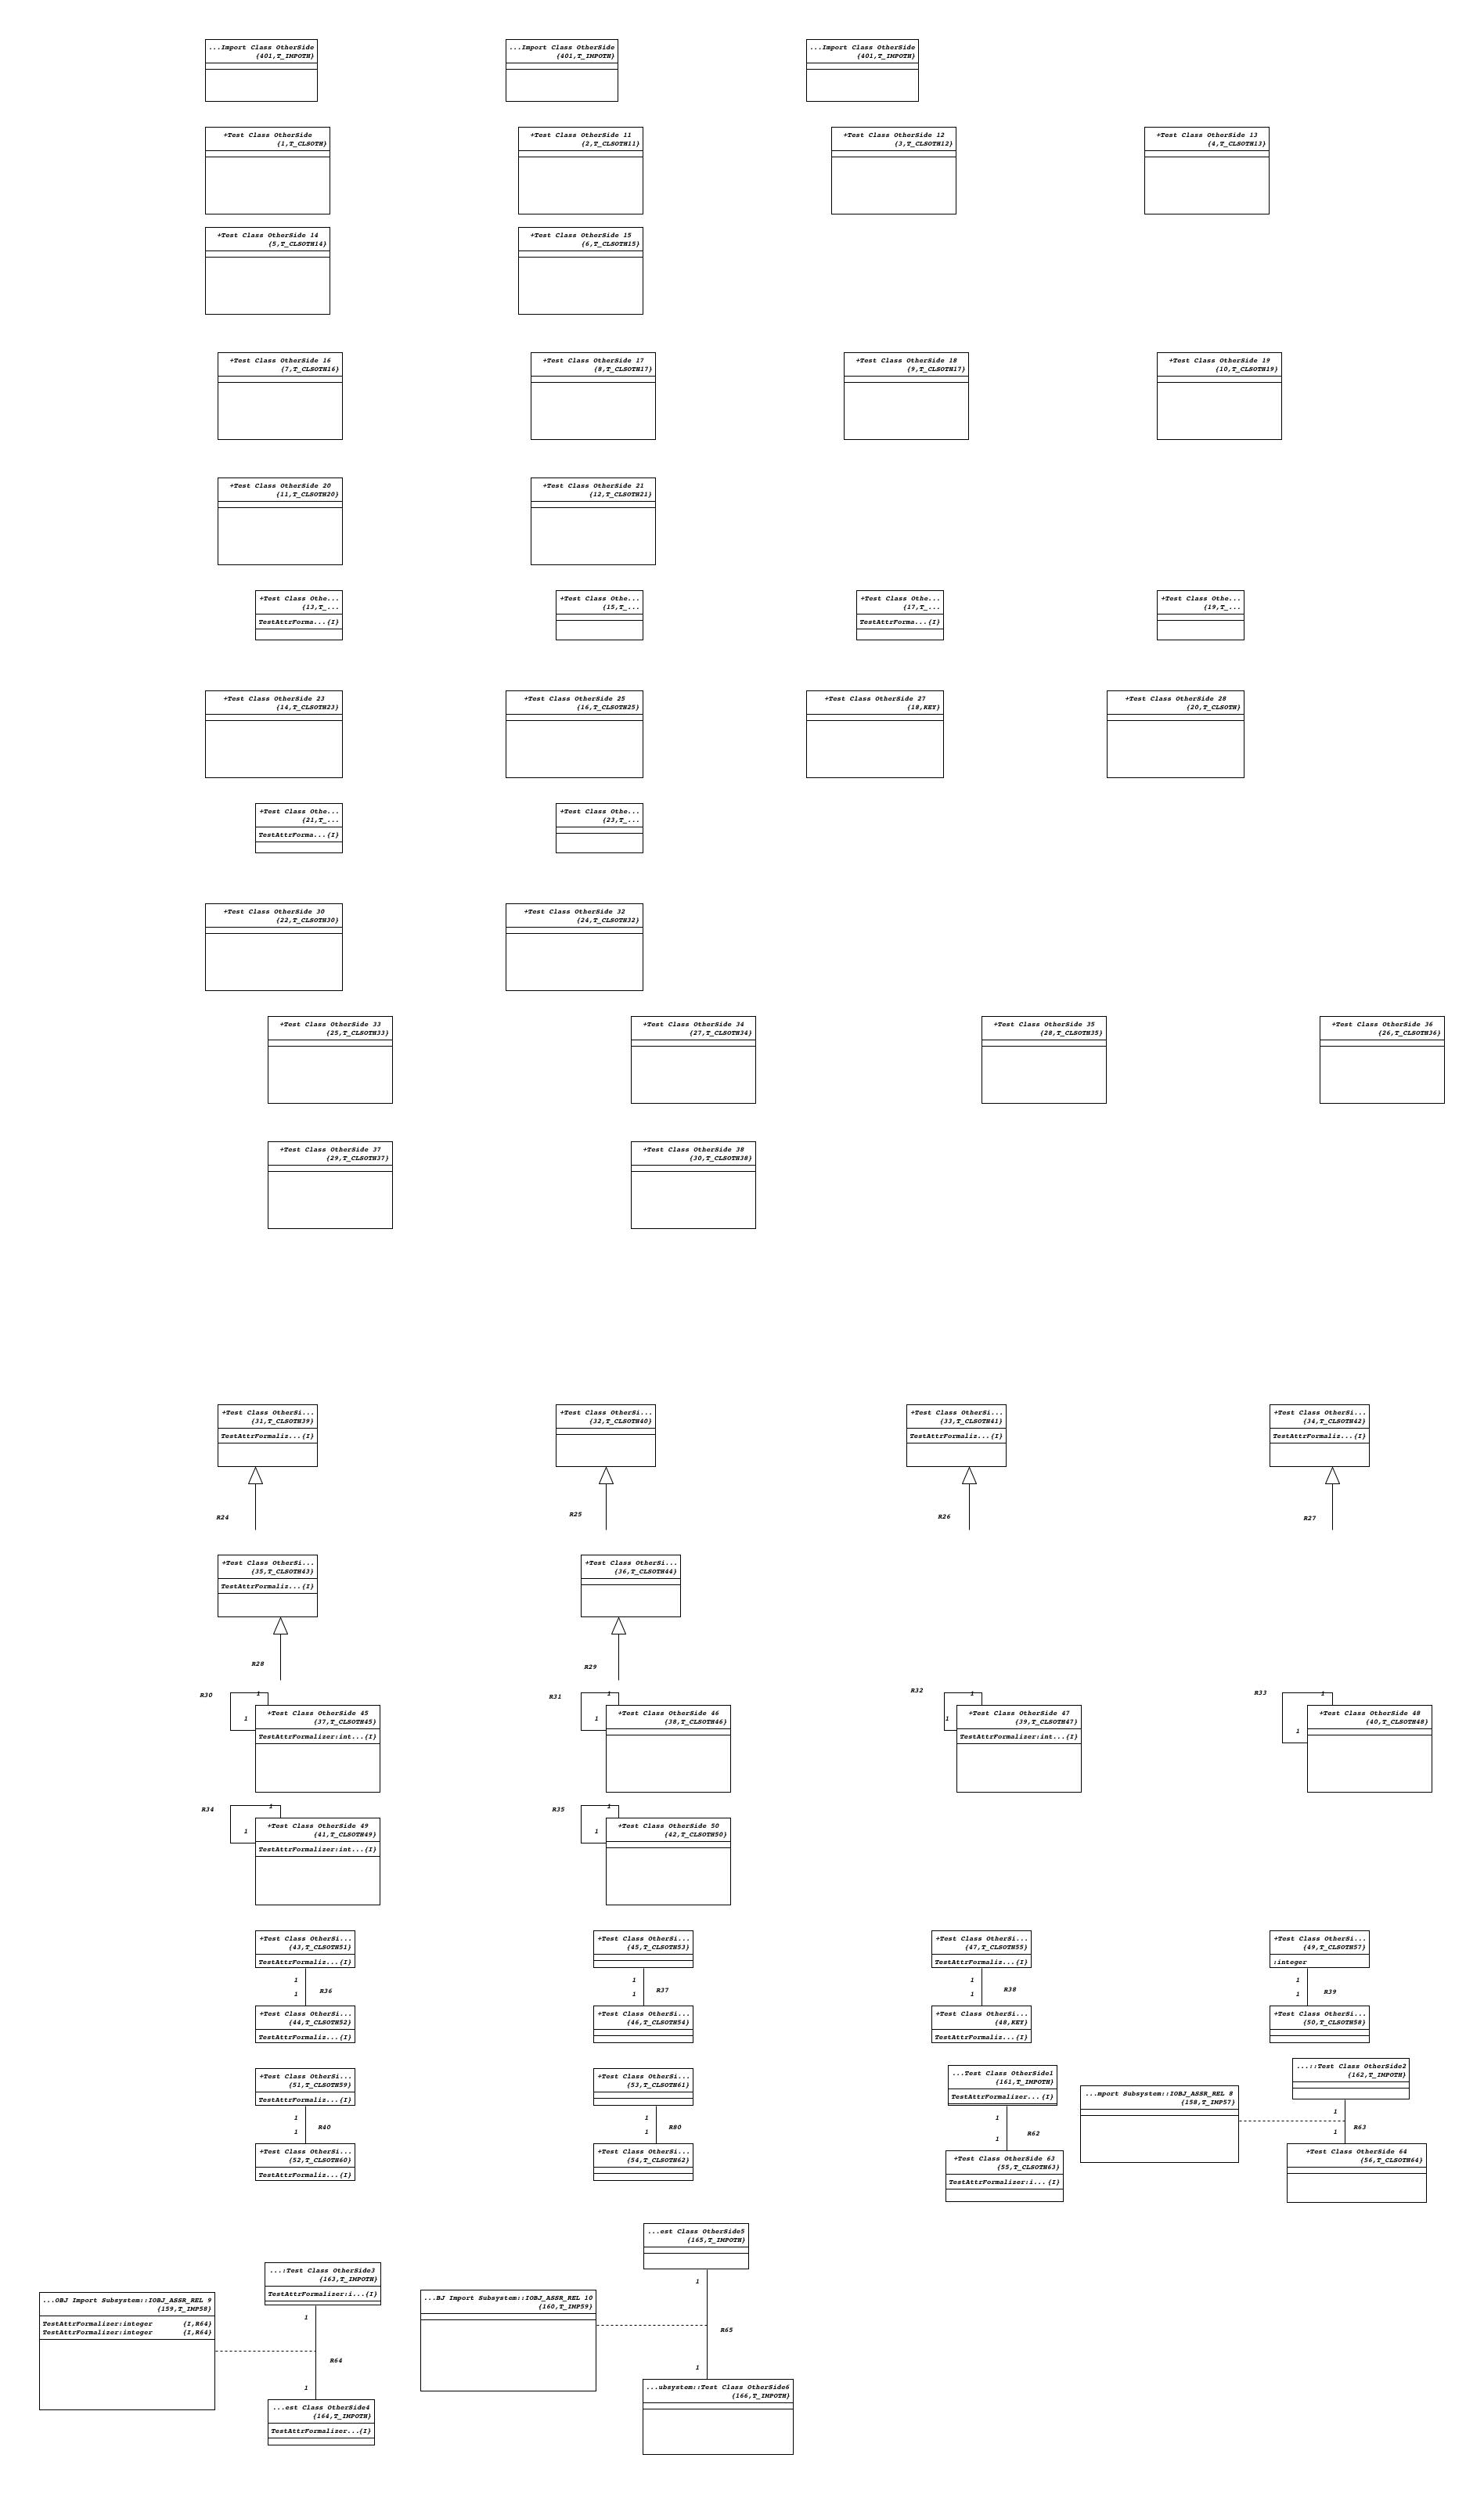 ...Import Class OtherSide
{401,T_IMPOTH}
...Import Class OtherSide
{401,T_IMPOTH}
...Import Class OtherSide
{401,T_IMPOTH}
+Test Class OtherSide
{1,T_CLSOTH}
+Test Class OtherSide 11
{2,T_CLSOTH11}
+Test Class OtherSide 12
{3,T_CLSOTH12}
+Test Class OtherSide 13
{4,T_CLSOTH13}
+Test Class OtherSide 14
{5,T_CLSOTH14}
+Test Class OtherSide 15
{6,T_CLSOTH15}
+Test Class OtherSide 16
{7,T_CLSOTH16}
+Test Class OtherSide 17
{8,T_CLSOTH17}
+Test Class OtherSide 18
{9,T_CLSOTH17}
+Test Class OtherSide 19
{10,T_CLSOTH19}
+Test Class OtherSide 20
{11,T_CLSOTH20}
+Test Class OtherSide 21
{12,T_CLSOTH21}
+Test Class Othe...
{13,T_...
TestAttrForma...{I}
+Test Class Othe...
{15,T_...
+Test Class Othe...
{17,T_...
TestAttrForma...{I}
+Test Class Othe...
{19,T_...
+Test Class OtherSide 23
{14,T_CLSOTH23}
+Test Class OtherSide 25
{16,T_CLSOTH25}
+Test Class OtherSide 27
{18,KEY}
+Test Class OtherSide 28
{20,T_CLSOTH}
+Test Class Othe...
{21,T_...
TestAttrForma...{I}
+Test Class Othe...
{23,T_...
+Test Class OtherSide 30
{22,T_CLSOTH30}
+Test Class OtherSide 32
{24,T_CLSOTH32}
+Test Class OtherSide 33
{25,T_CLSOTH33}
+Test Class OtherSide 34
{27,T_CLSOTH34}
+Test Class OtherSide 35
{28,T_CLSOTH35}
+Test Class OtherSide 36
{26,T_CLSOTH36}
+Test Class OtherSide 37
{29,T_CLSOTH37}
+Test Class OtherSide 38
{30,T_CLSOTH38}
+Test Class OtherSi...
{31,T_CLSOTH39}
TestAttrFormaliz...{I}
+Test Class OtherSi...
{32,T_CLSOTH40}
+Test Class OtherSi...
{33,T_CLSOTH41}
TestAttrFormaliz...{I}
+Test Class OtherSi...
{34,T_CLSOTH42}
TestAttrFormaliz...{I}
R24
R25
R26
R27
+Test Class OtherSi...
{35,T_CLSOTH43}
TestAttrFormaliz...{I}
+Test Class OtherSi...
{36,T_CLSOTH44}
R28
R29
R30
1
1
+Test Class OtherSide 45
{37,T_CLSOTH45}
TestAttrFormalizer:int...{I}
R31
1
1
+Test Class OtherSide 46
{38,T_CLSOTH46}
R32
1
1
+Test Class OtherSide 47
{39,T_CLSOTH47}
TestAttrFormalizer:int...{I}
R33
1
1
+Test Class OtherSide 48
{40,T_CLSOTH48}
R34
1
1
+Test Class OtherSide 49
{41,T_CLSOTH49}
TestAttrFormalizer:int...{I}
R35
1
1
+Test Class OtherSide 50
{42,T_CLSOTH50}
+Test Class OtherSi...
{43,T_CLSOTH51}
TestAttrFormaliz...{I}
1
1
R36
+Test Class OtherSi...
{44,T_CLSOTH52}
TestAttrFormaliz...{I}
+Test Class OtherSi...
{45,T_CLSOTH53}
1
1
R37
+Test Class OtherSi...
{46,T_CLSOTH54}
+Test Class OtherSi...
{47,T_CLSOTH55}
TestAttrFormaliz...{I}
1
1
R38
+Test Class OtherSi...
{48,KEY}
TestAttrFormaliz...{I}
+Test Class OtherSi...
{49,T_CLSOTH57}
:integer
1
1
R39
+Test Class OtherSi...
{50,T_CLSOTH58}
+Test Class OtherSi...
{51,T_CLSOTH59}
TestAttrFormaliz...{I}
1
1
R40
+Test Class OtherSi...
{52,T_CLSOTH60}
TestAttrFormaliz...{I}
+Test Class OtherSi...
{53,T_CLSOTH61}
1
1
R80
+Test Class OtherSi...
{54,T_CLSOTH62}
...Test Class OtherSide1
{161,T_IMPOTH}
TestAttrFormalizer...{I}
1
1
R62
+Test Class OtherSide 63
{55,T_CLSOTH63}
TestAttrFormalizer:i...{I}
...mport Subsystem::IOBJ_ASSR_REL 8
{158,T_IMP57}
...::Test Class OtherSide2
{162,T_IMPOTH}
1
1
R63
+Test Class OtherSide 64
{56,T_CLSOTH64}
...OBJ Import Subsystem::IOBJ_ASSR_REL 9
{159,T_IMP58}
TestAttrFormalizer:integer {I,R64}
TestAttrFormalizer:integer {I,R64}
...:Test Class OtherSide3
{163,T_IMPOTH}
TestAttrFormalizer:i...{I}
1
R64
1
...est Class OtherSide4
{164,T_IMPOTH}
TestAttrFormalizer...{I}
...BJ Import Subsystem::IOBJ_ASSR_REL 10
{160,T_IMP59}
...est Class OtherSide5
{165,T_IMPOTH}
1
R65
1
...ubsystem::Test Class OtherSide6
{166,T_IMPOTH}